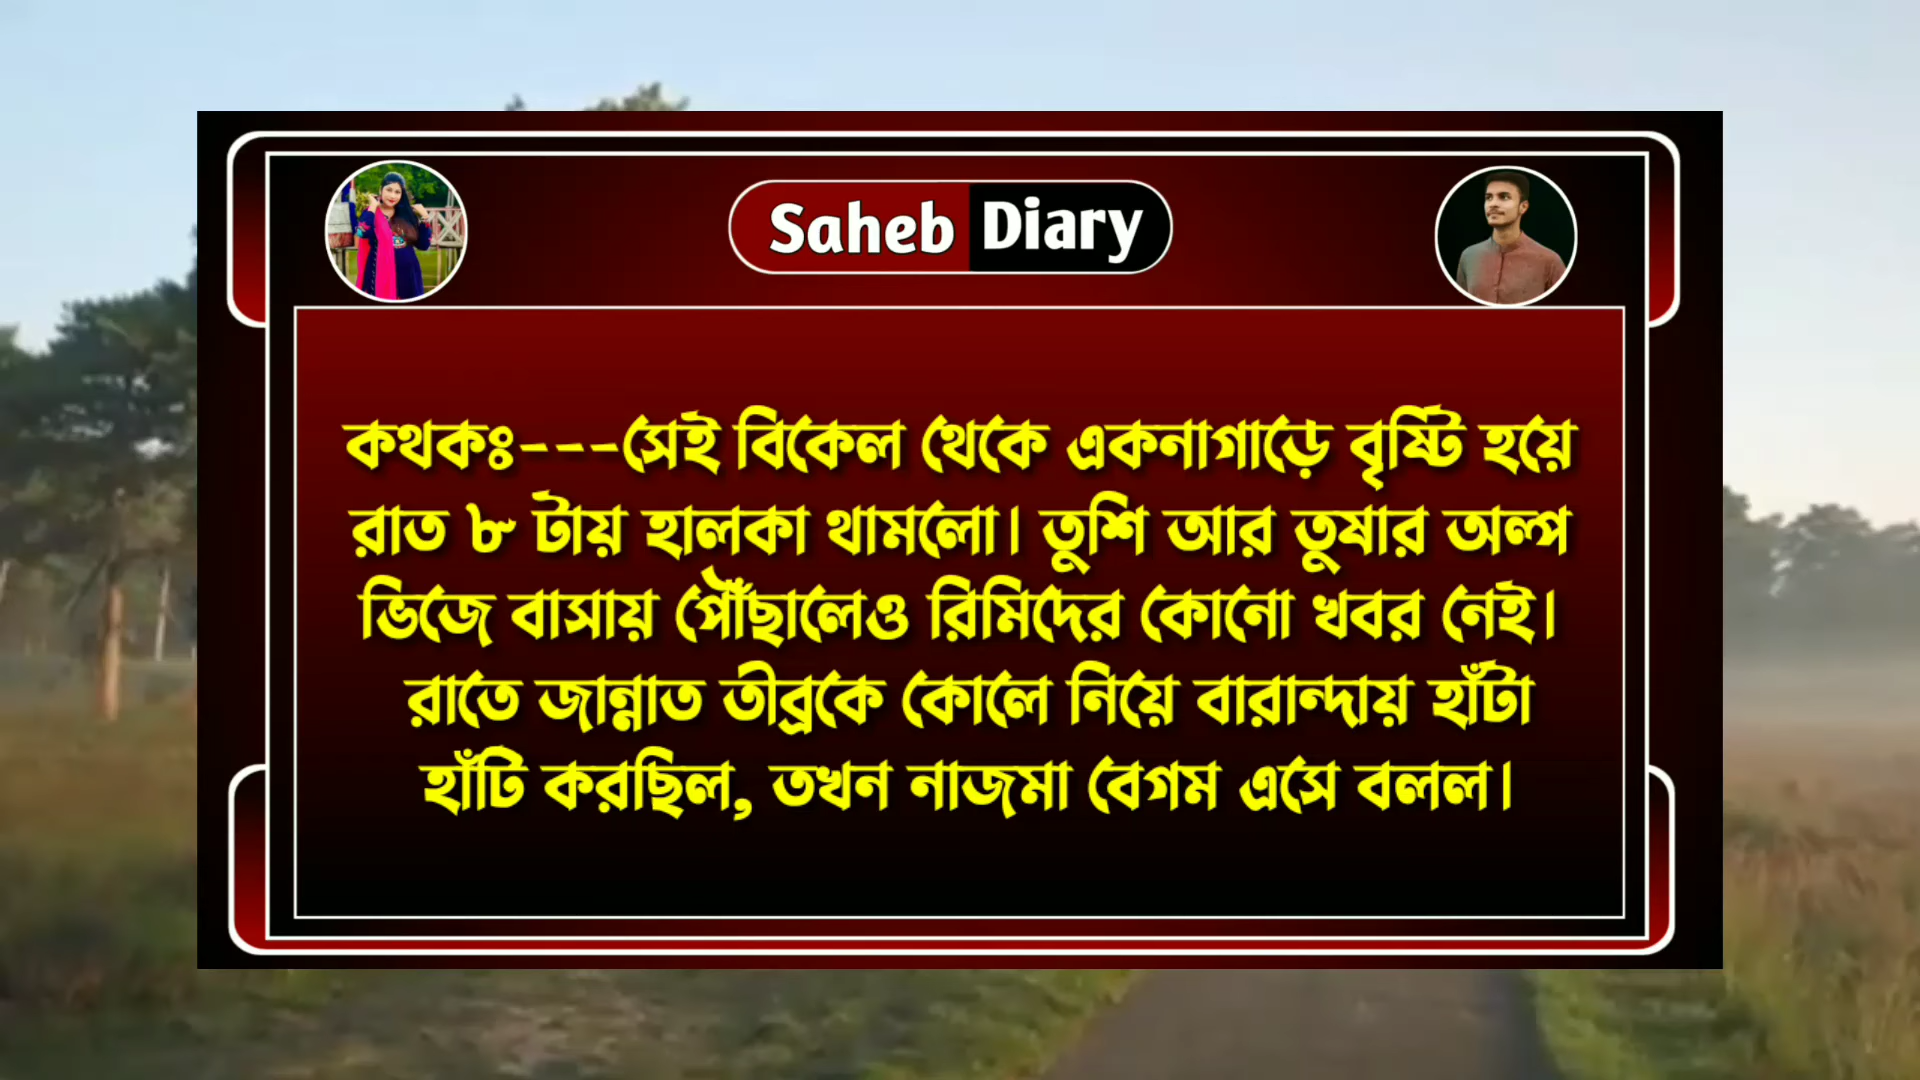 Saheb Diary
কথকঃ---সেই বিকেল থেকে একনাগাড়ে বৃষ্টি হয়ে
রাত ৮ টায় হালকা থামলো। তুশি আর তুষার অল্প
ভিজে বাসায় পৌঁছালেও রিমিদের কোনো খবর নেই।
রাতে জান্নাত তীব্রকে কোলে নিয়ে বারান্দায় হাঁটা
হাঁটি করছিল, তখন নাজমা বেগম এসে বলল।